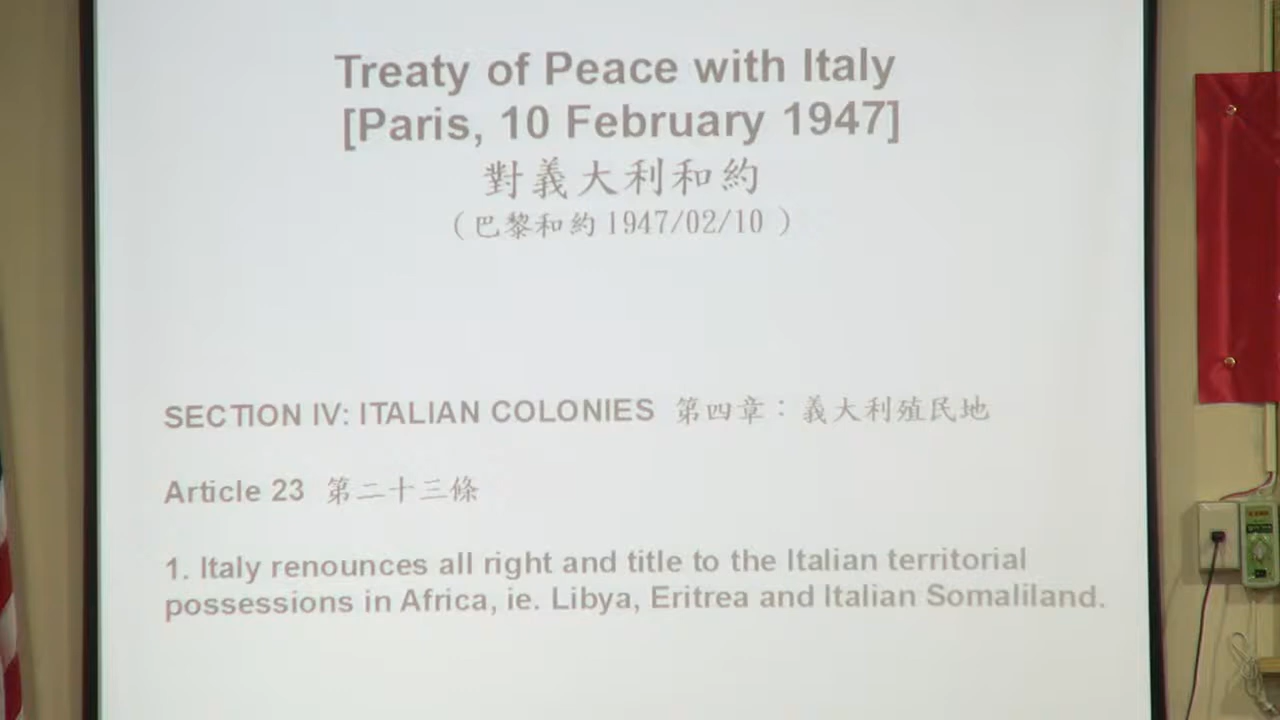 Treaty of Peace with Italy
[Paris, 10 February 1947]
對義大利和約
（巴黎和約 1947/02/10 ）
SECTION IV: ITALIAN COLONIES 第四章：義大利殖民地
Article 23 第二十三條
1. Italy renounces all right and title to the Italian territorial
possessions in Africa, ie. Libya, Eritrea and Italian Somaliland.